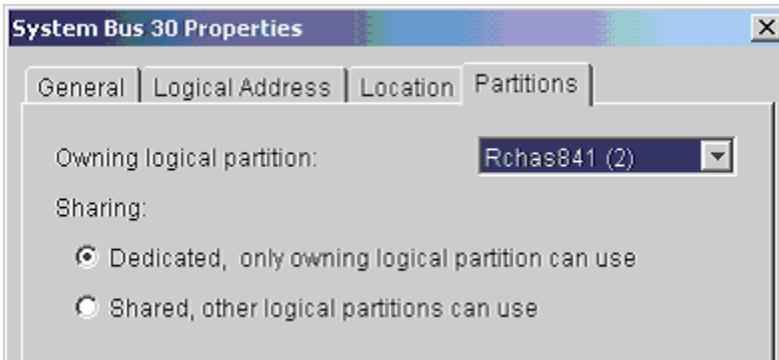 System Bus 30 Properties
General Logical Address Location Partitions
Owning logical partition: Rchas841 (2)
Sharing:
Dedicated, only owning logical partition can use
Shared, other logical partitions can use